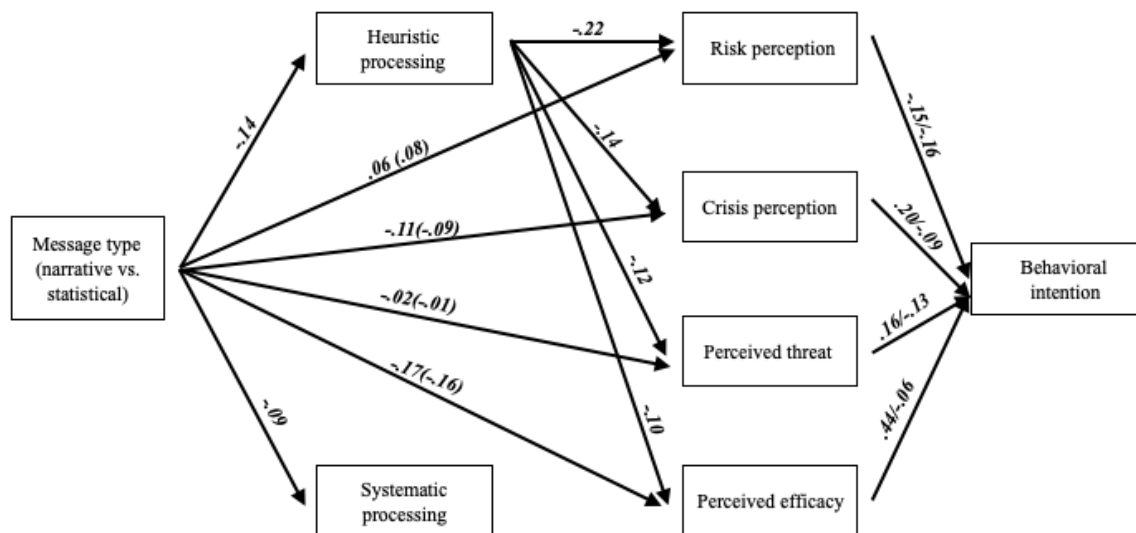 Heuristic
processing
Risk perception
-.22
-.14
-.14
.06 (.08)
-.15/-.16
Message type
(narrative vs.
statistical)
Crisis perception
-.11(-.09)
.20/-.09
-.12
Behavioral
intention
-.02(-.01)
Perceived threat
.16/-.13
-.17(-.16)
-.09
-.10
.44/-.06
Systematic
processing
Perceived efficacy